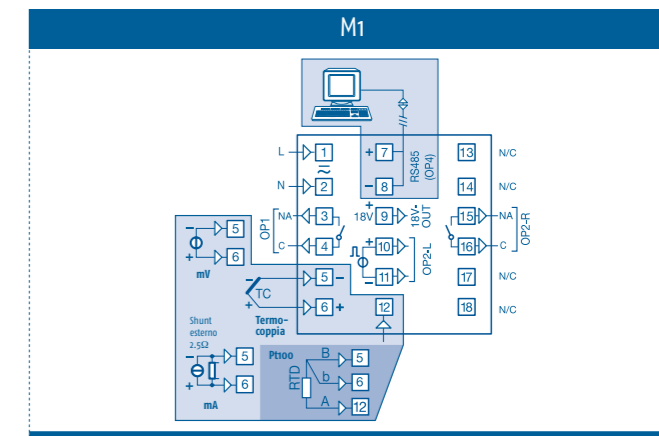 M1
L 1 + 7 RS485 (OP4) 13 N/C
N 2 − 8 14 N/C
OP1 NA 3 + 18V 9 18V- OUT 15 NA OP2-R
C 4 + 10 OP2-L 16 C
− 11 17 N/C
− 5
+ 6
mV
− 5 −
TC
+ 6 +
Termo-
coppia
12 18 N/C
Shunt
esterno
2.5Ω
− 5
+ 6
mA
Pt100
RTD
B 5
b 6
A 12